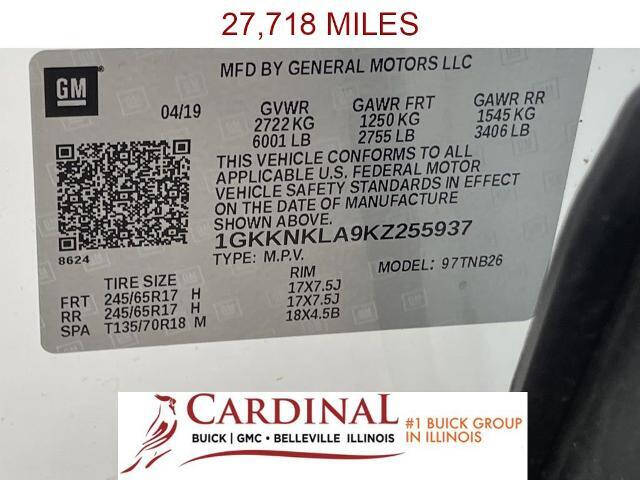 27,718 MILES
GM
MFD BY GENERAL MOTORS LLC
04/19 GVWR GAWR FRT GAWR RR
2722 KG 1250 KG 1545 KG
6001 LB 2755 LB 3406 LB
THIS VEHICLE CONFORMS TO ALL
APPLICABLE U.S. FEDERAL MOTOR
VEHICLE SAFETY STANDARDS IN EFFECT
ON THE DATE OF MANUFACTURE
SHOWN ABOVE.
1GKKNKLA9KZ255937
8624
TYPE: M.P.V. MODEL: 97TNB26
TIRE SIZE RIM
FRT 245/65R17 H 17X7.5J
RR 245/65R17 H 17X7.5J
SPA T135/70R18 M 18X4.5B
CARDINAL
BUICK | GMC • BELLEVILLE ILLINOIS
#1 BUICK GROUP
IN ILLINOIS